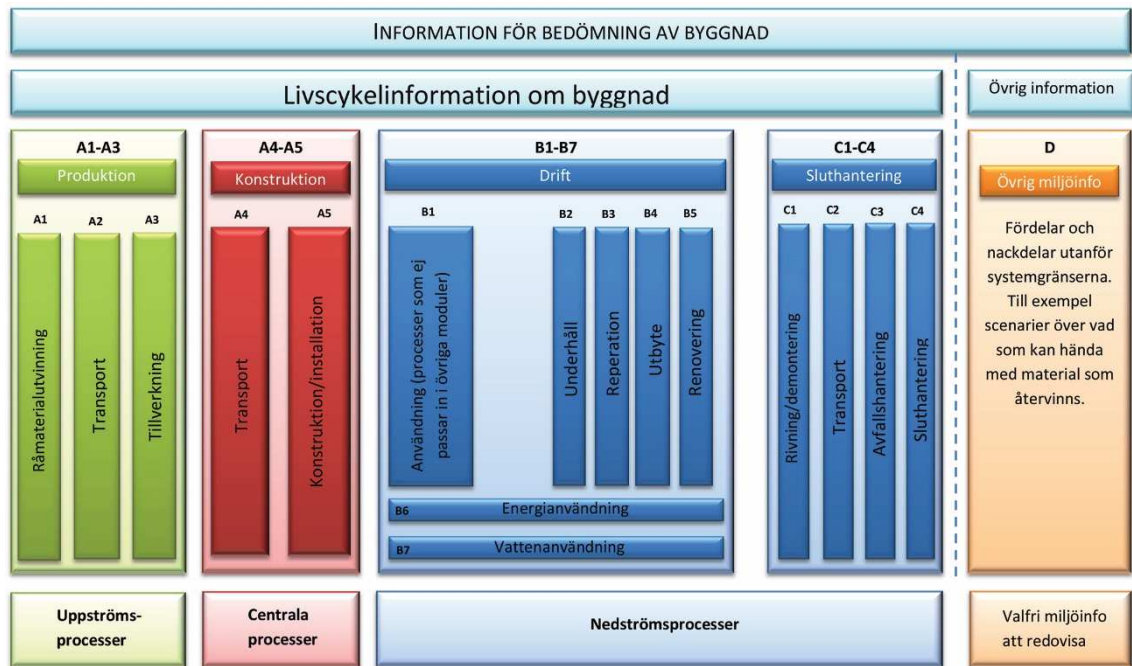 INFORMATION FÖR BEDÖMNING AV BYGGNAD
Livscykelinformation om byggnad
Övrig information
A1-A3
Produktion
A1
A2
A3
Råmaterialutvinning
Transport
Tillverkning
A4-A5
Konstruktion
A4
A5
Transport
Konstruktion/installation
B1-B7
Drift
B1
B2
B3
B4
B5
Användning (processer som ej
passar in i övriga moduler)
Underhåll
Reperation
Utbyte
Renovering
B6
Energianvändning
B7
Vattenanvändning
C1-C4
Sluthantering
C1
C2
C3
C4
Rivning/demontering
Transport
Avfallshantering
Sluthantering
D
Övrig miljöinfo
Fördelar och
nackdelar utanför
systemgränserna.
Till exempel
scenarier över vad
som kan hända
med material som
återvinns.
Uppströms-
processer
Centrala
processer
Nedströmsprocesser
Valfri miljöinfo
att redovisa